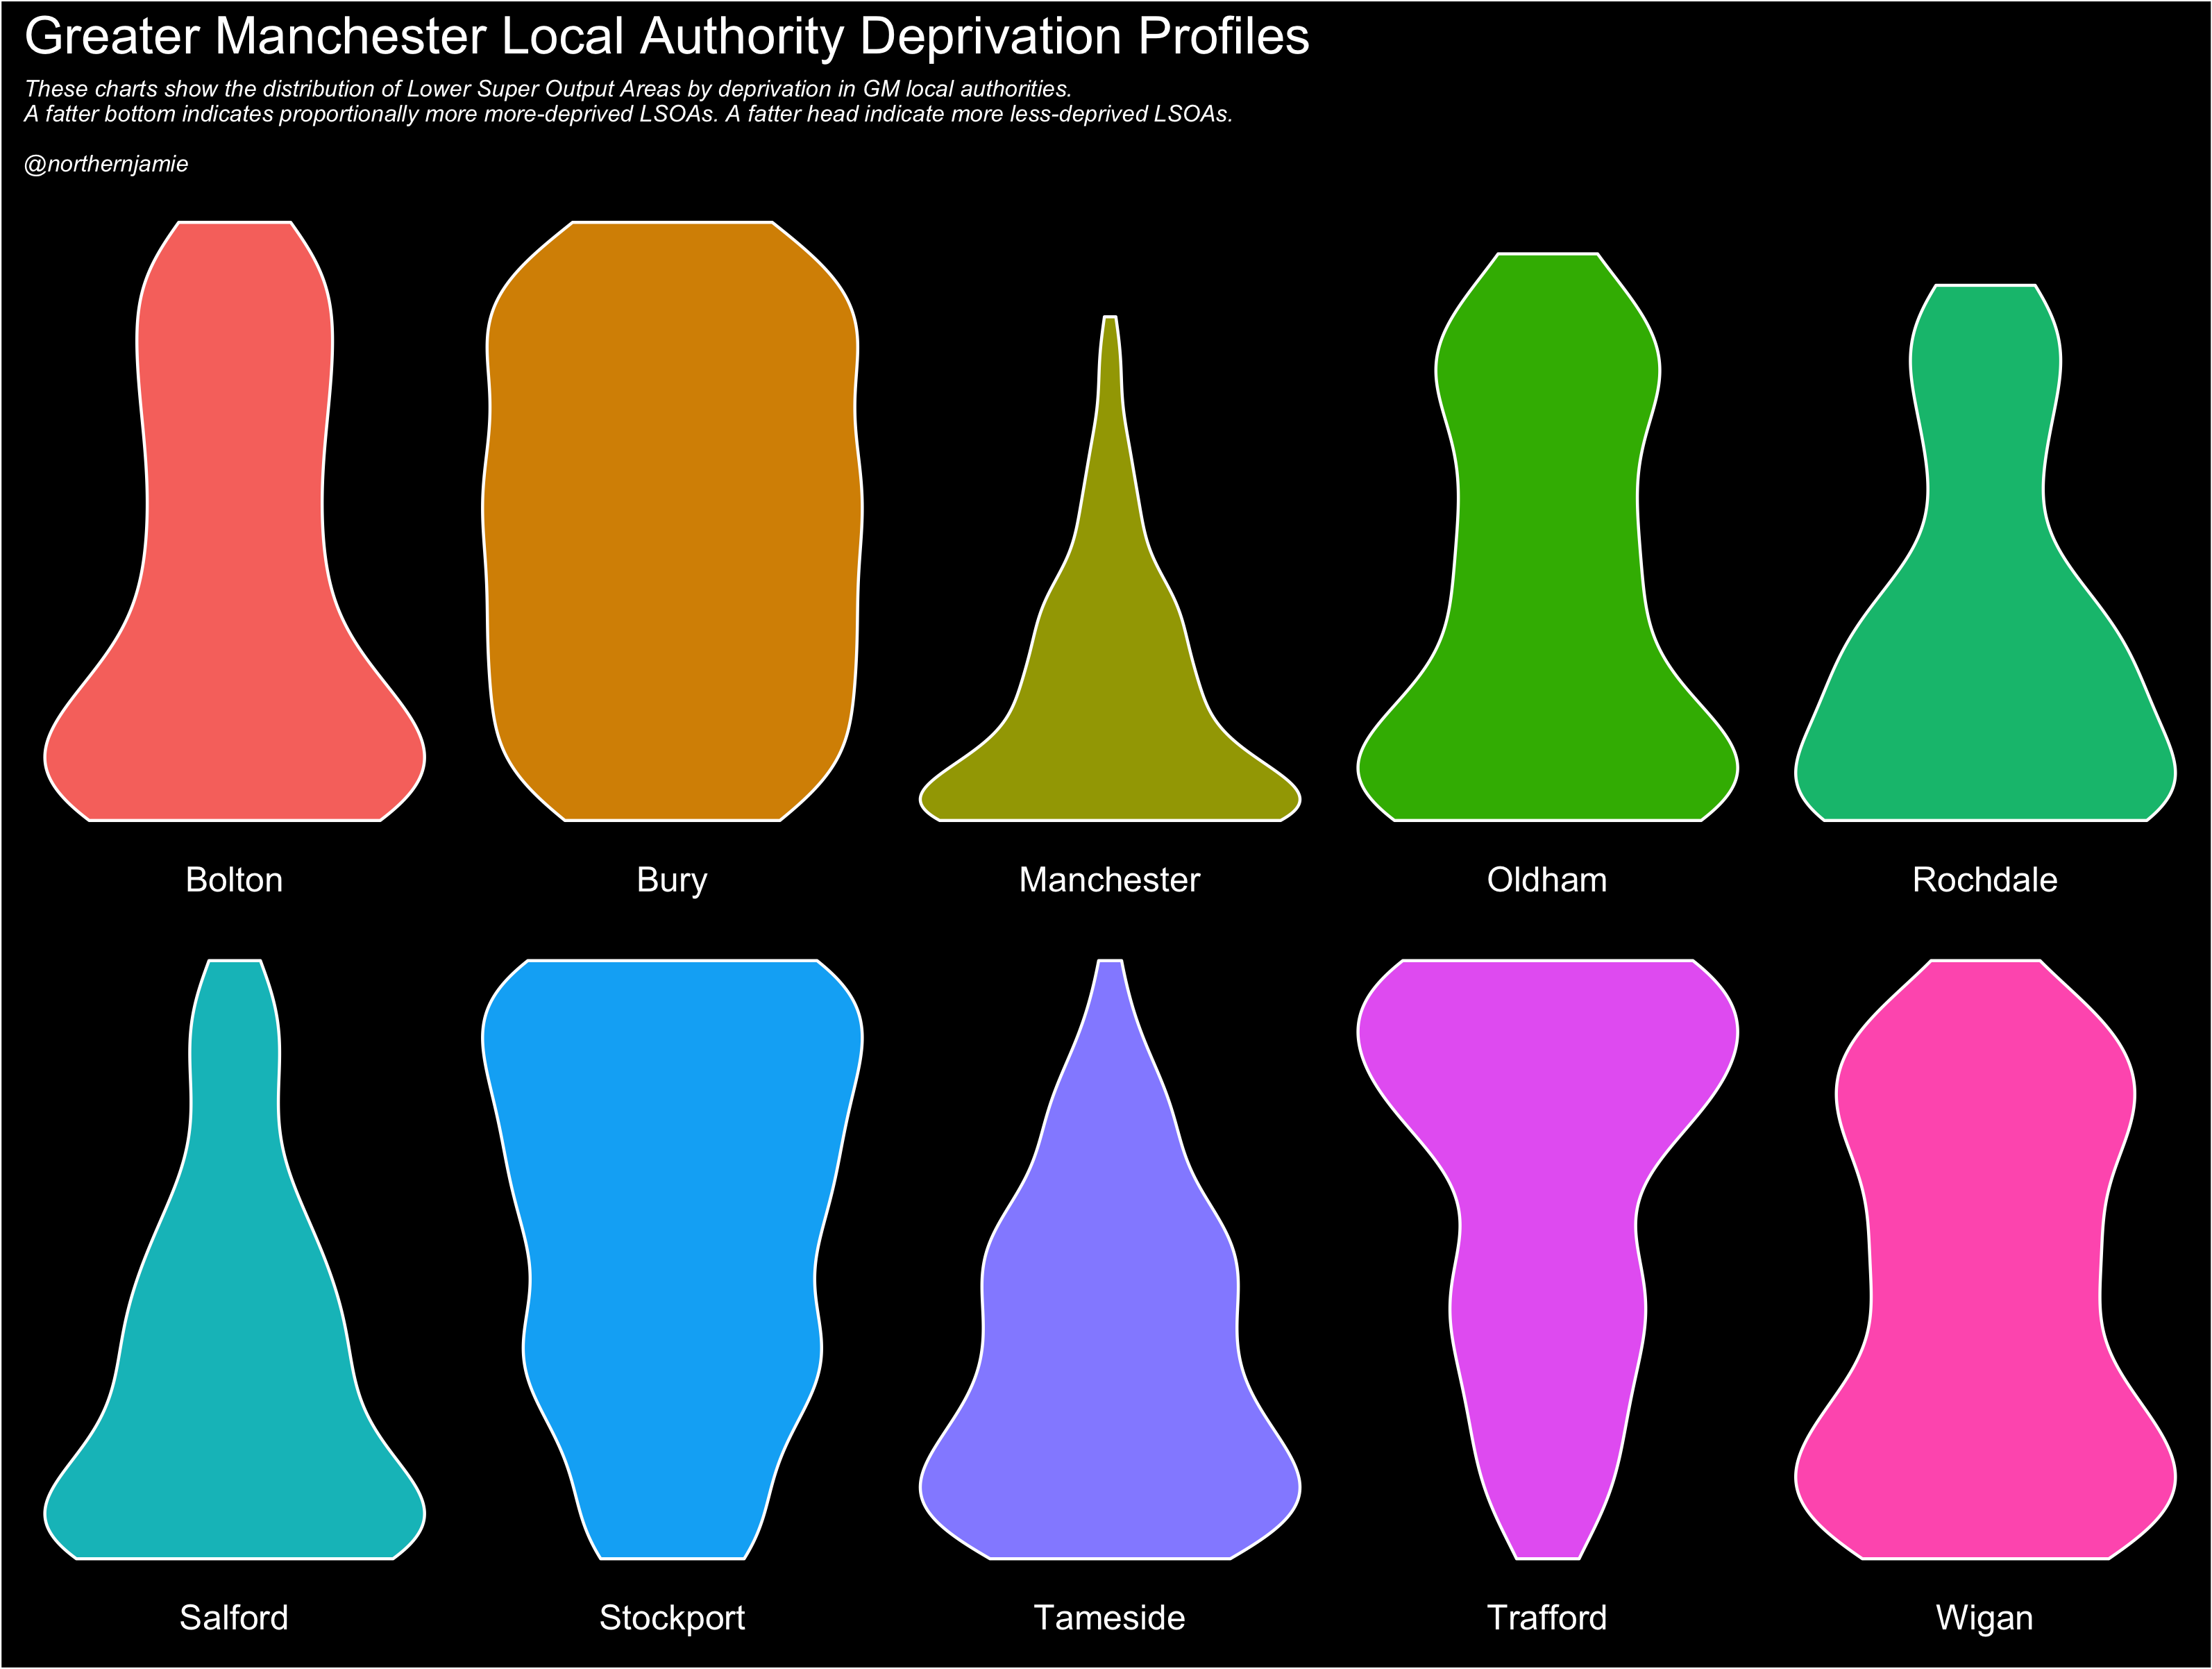 Greater Manchester Local Authority Deprivation Profiles
These charts show the distribution of Lower Super Output Areas by deprivation in GM local authorities.
A fatter bottom indicates proportionally more more-deprived LSOAs. A fatter head indicate more less-deprived LSOAs.
@northernjamie
Bolton
Bury
Manchester
Oldham
Rochdale
Salford
Stockport
Tameside
Trafford
Wigan